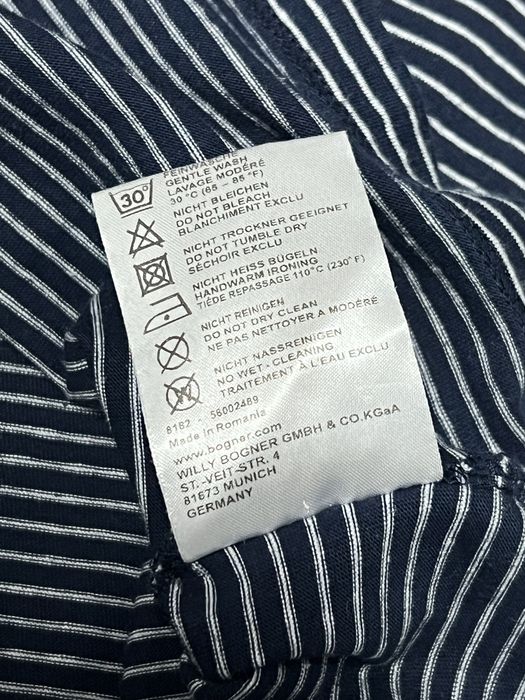 30°
FEINWÄSCHE
GENTLE WASH
LAVAGE MODÉRÉ
30 °C (65 – 85 °F)
NICHT BLEICHEN
DO NOT BLEACH
BLANCHIMENT EXCLU
NICHT TROCKNER GEEIGNET
DO NOT TUMBLE DRY
SÉCHOIR EXCLU
NICHT HEISS BÜGELN
HANDWARM IRONING
TIÈDE REPASSAGE 110°C (230° F)
NICHT REINIGEN
DO NOT DRY CLEAN
NE PAS NETTOYER A MODÉRÉ
NICHT NASSREINIGEN
NO WET - CLEANING
TRAITEMENT À L'EAU EXCLU
8182 - 56002489
Made in Romania
www.bogner.com
WILLY BOGNER GMBH & CO.KGaA
ST.-VEIT-STR. 4
81673 MUNICH
GERMANY